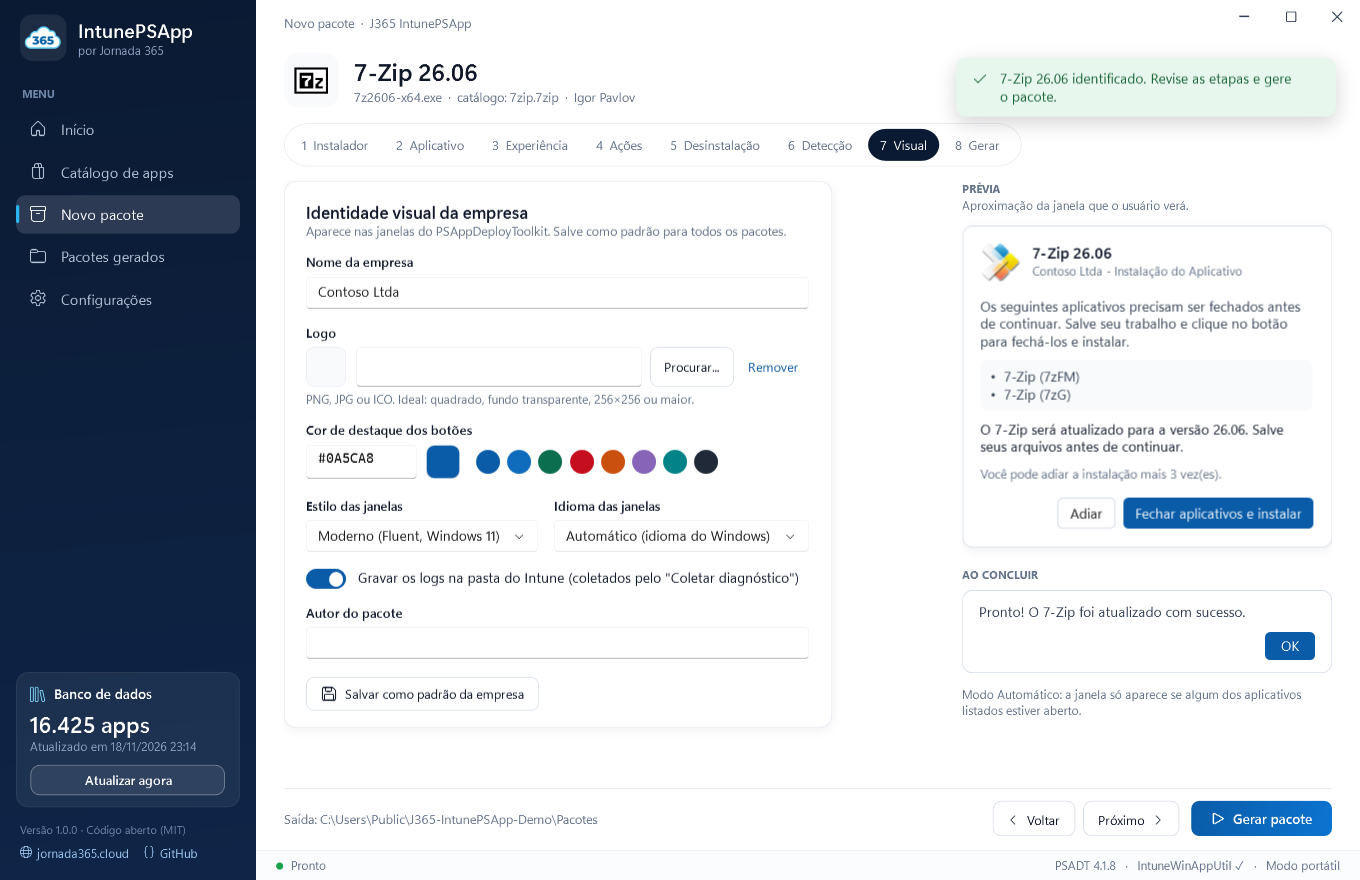 365
IntunePSApp
por Jornada 365
MENU
Início
Catálogo de apps
Novo pacote
Pacotes gerados
Configurações
Banco de dados
16.425 apps
Atualizado em 18/11/2026 23:14
Atualizar agora
Versão 1.0.0 · Código aberto (MIT)
jornada365.cloud
GitHub
Novo pacote · J365 IntunePSApp
7z
7-Zip 26.06
7z2606-x64.exe · catálogo: 7zip.7zip · Igor Pavlov
7-Zip 26.06 identificado. Revise as etapas e gere
o pacote.
1 Instalador
2 Aplicativo
3 Experiência
4 Ações
5 Desinstalação
6 Detecção
7 Visual
8 Gerar
Identidade visual da empresa
Aparece nas janelas do PSAppDeployToolkit. Salve como padrão para todos os pacotes.
Nome da empresa
Contoso Ltda
Logo
Procurar...
Remover
PNG, JPG ou ICO. Ideal: quadrado, fundo transparente, 256×256 ou maior.
Cor de destaque dos botões
#0A5CA8
Estilo das janelas
Idioma das janelas
Moderno (Fluent, Windows 11)
Automático (idioma do Windows)
Gravar os logs na pasta do Intune (coletados pelo "Coletar diagnóstico")
Autor do pacote
Salvar como padrão da empresa
PRÉVIA
Aproximação da janela que o usuário verá.
7-Zip 26.06
Contoso Ltda - Instalação do Aplicativo
Os seguintes aplicativos precisam ser fechados antes
de continuar. Salve seu trabalho e clique no botão
para fechá-los e instalar.
• 7-Zip (7zFM)
• 7-Zip (7zG)
O 7-Zip será atualizado para a versão 26.06. Salve
seus arquivos antes de continuar.
Você pode adiar a instalação mais 3 vez(es).
Adiar
Fechar aplicativos e instalar
AO CONCLUIR
Pronto! O 7-Zip foi atualizado com sucesso.
OK
Modo Automático: a janela só aparece se algum dos aplicativos
listados estiver aberto.
Saída: C:\Users\Public\J365-IntunePSApp-Demo\Pacotes
Voltar
Próximo
Gerar pacote
Pronto
PSADT 4.1.8 · IntuneWinAppUtil ✓ · Modo portátil